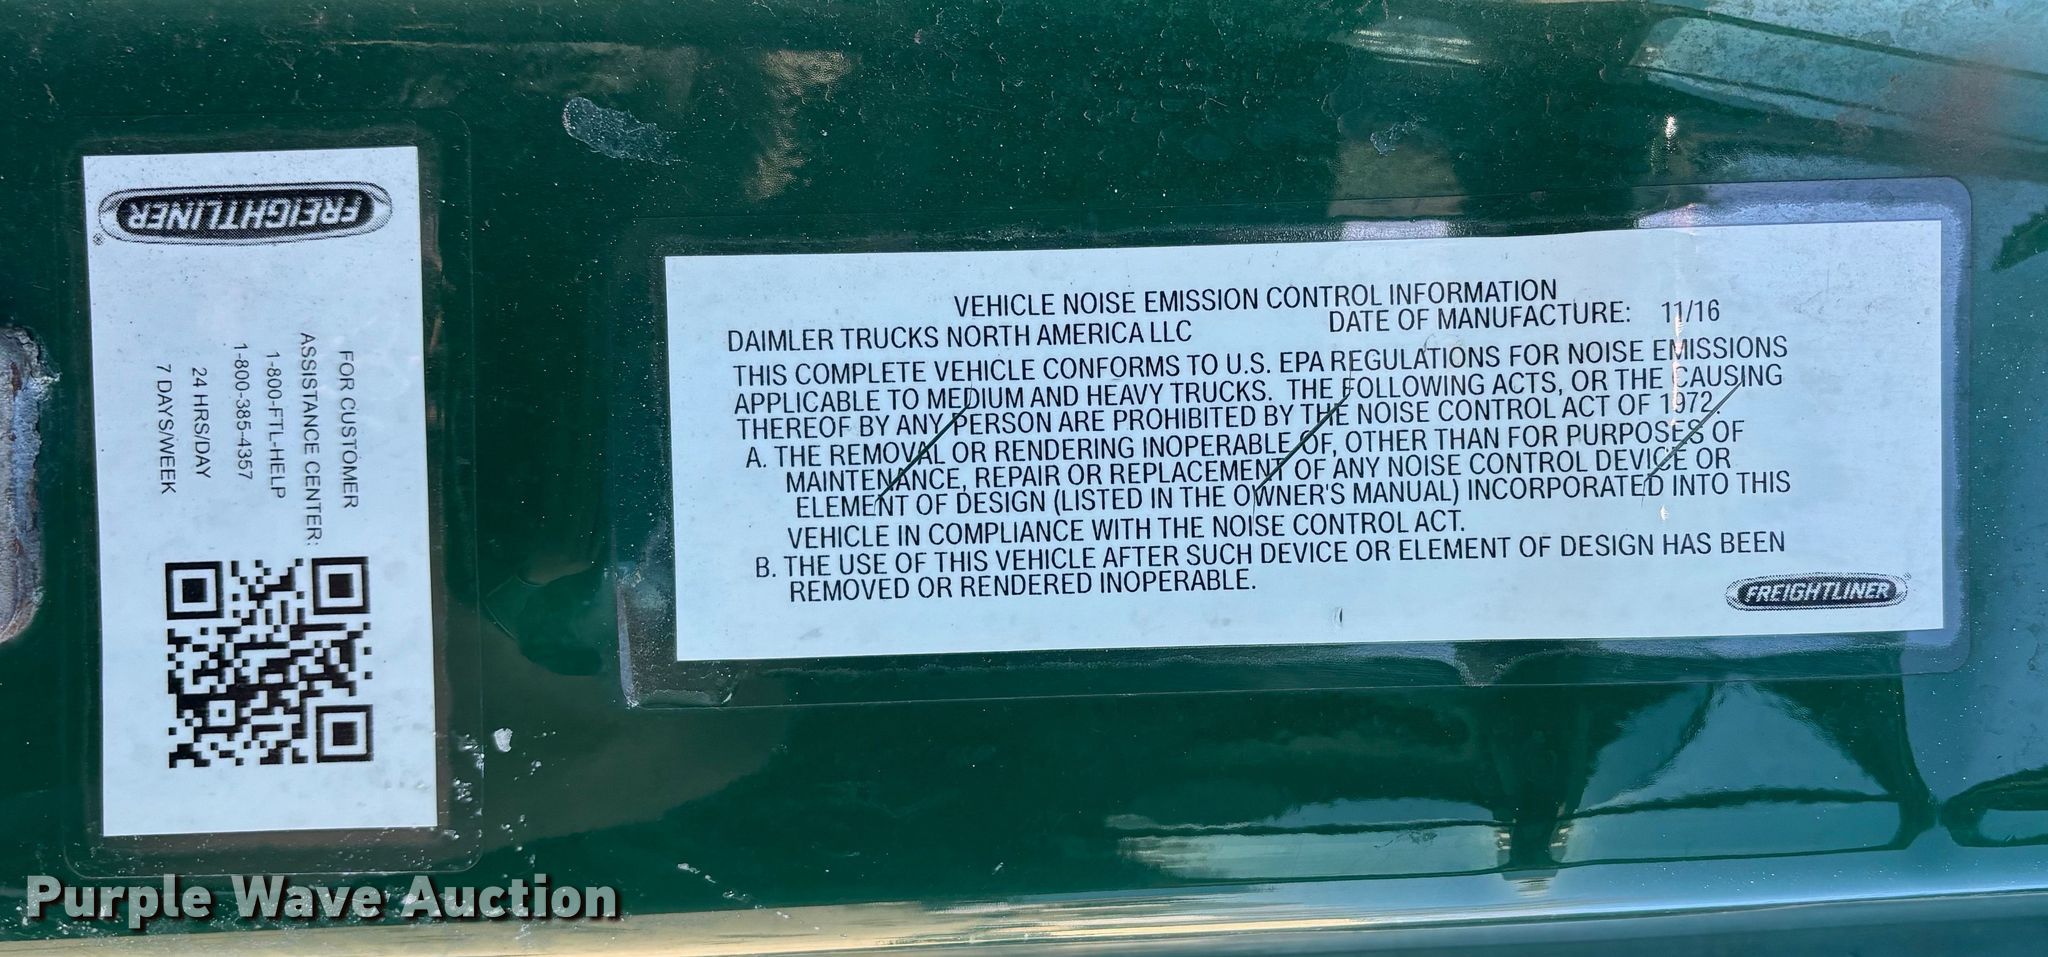 FREIGHTLINER
®
FOR CUSTOMER
ASSISTANCE CENTER:
1-800-FTL-HELP
1-800-385-4357
24 HRS/DAY
7 DAYS/WEEK
VEHICLE NOISE EMISSION CONTROL INFORMATION
DAIMLER TRUCKS NORTH AMERICA LLC DATE OF MANUFACTURE: 11/16
THIS COMPLETE VEHICLE CONFORMS TO U.S. EPA REGULATIONS FOR NOISE EMISSIONS
APPLICABLE TO MEDIUM AND HEAVY TRUCKS. THE FOLLOWING ACTS, OR THE CAUSING
THEREOF BY ANY PERSON ARE PROHIBITED BY THE NOISE CONTROL ACT OF 1972.
A. THE REMOVAL OR RENDERING INOPERABLE OF, OTHER THAN FOR PURPOSES OF
MAINTENANCE, REPAIR OR REPLACEMENT OF ANY NOISE CONTROL DEVICE OR
ELEMENT OF DESIGN (LISTED IN THE OWNER'S MANUAL) INCORPORATED INTO THIS
VEHICLE IN COMPLIANCE WITH THE NOISE CONTROL ACT.
B. THE USE OF THIS VEHICLE AFTER SUCH DEVICE OR ELEMENT OF DESIGN HAS BEEN
REMOVED OR RENDERED INOPERABLE.
FREIGHTLINER®
Purple Wave Auction